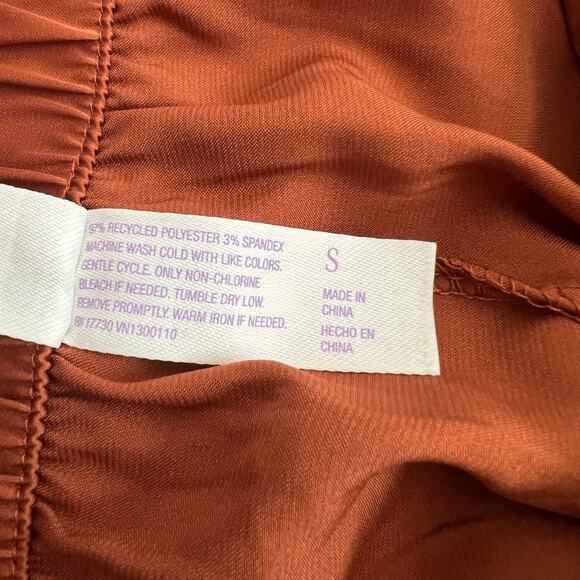 97% RECYCLED POLYESTER 3% SPANDEX
MACHINE WASH COLD WITH LIKE COLORS.
GENTLE CYCLE. ONLY NON-CHLORINE
BLEACH IF NEEDED. TUMBLE DRY LOW.
REMOVE PROMPTLY. WARM IRON IF NEEDED.
RN17730 VN1300110
S
MADE IN
CHINA
HECHO EN
CHINA